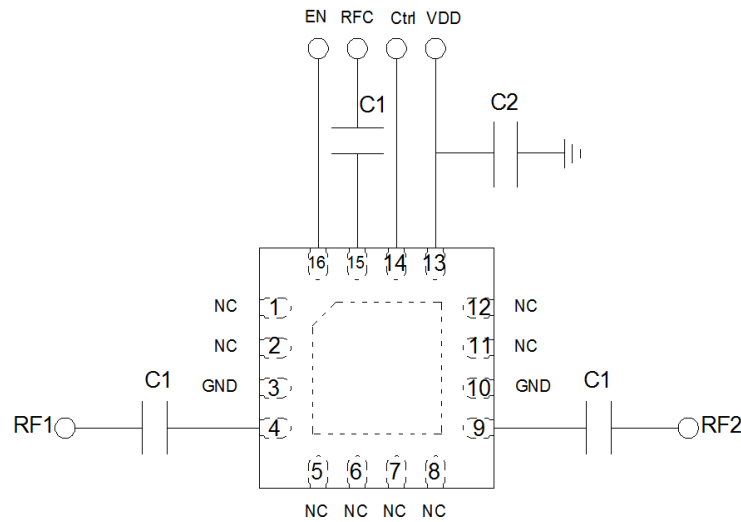 EN RFC Ctrl VDD
C1 C2
16 15 14 13
NC 1 12 NC
NC 2 11 NC
GND 3 10 GND
C1 C1
RF1 4 9 RF2
5 6 7 8
NC NC NC NC